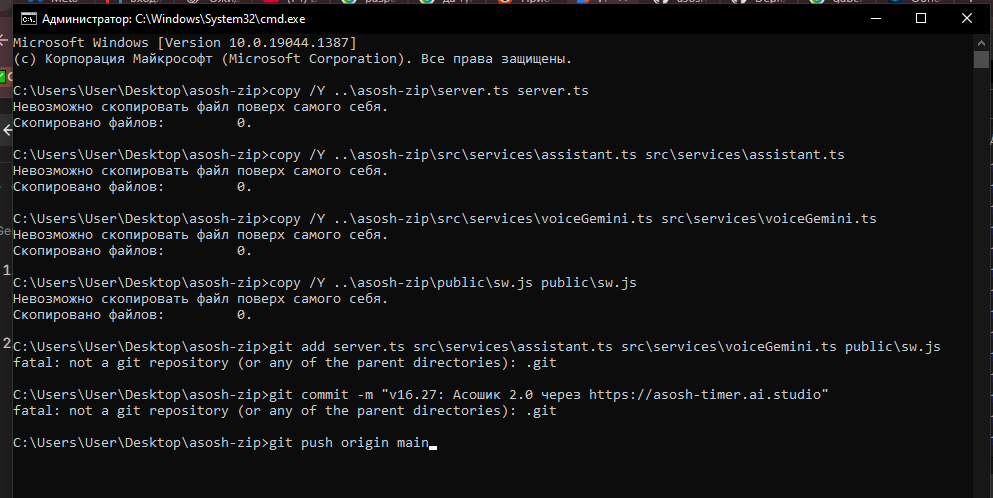 Администратор: C:\Windows\System32\cmd.exe
Microsoft Windows [Version 10.0.19044.1387]
(c) Корпорация Майкрософт (Microsoft Corporation). Все права защищены.
C:\Users\User\Desktop\asosh-zip>copy /Y ..\asosh-zip\server.ts server.ts
Невозможно скопировать файл поверх самого себя.
Скопировано файлов:         0.
C:\Users\User\Desktop\asosh-zip>copy /Y ..\asosh-zip\src\services\assistant.ts src\services\assistant.ts
Невозможно скопировать файл поверх самого себя.
Скопировано файлов:         0.
C:\Users\User\Desktop\asosh-zip>copy /Y ..\asosh-zip\src\services\voiceGemini.ts src\services\voiceGemini.ts
Невозможно скопировать файл поверх самого себя.
Скопировано файлов:         0.
C:\Users\User\Desktop\asosh-zip>copy /Y ..\asosh-zip\public\sw.js public\sw.js
Невозможно скопировать файл поверх самого себя.
Скопировано файлов:         0.
C:\Users\User\Desktop\asosh-zip>git add server.ts src\services\assistant.ts src\services\voiceGemini.ts public\sw.js
fatal: not a git repository (or any of the parent directories): .git
C:\Users\User\Desktop\asosh-zip>git commit -m "v16.27: Асошик 2.0 через https://asosh-timer.ai.studio"
fatal: not a git repository (or any of the parent directories): .git
C:\Users\User\Desktop\asosh-zip>git push origin main
1
2